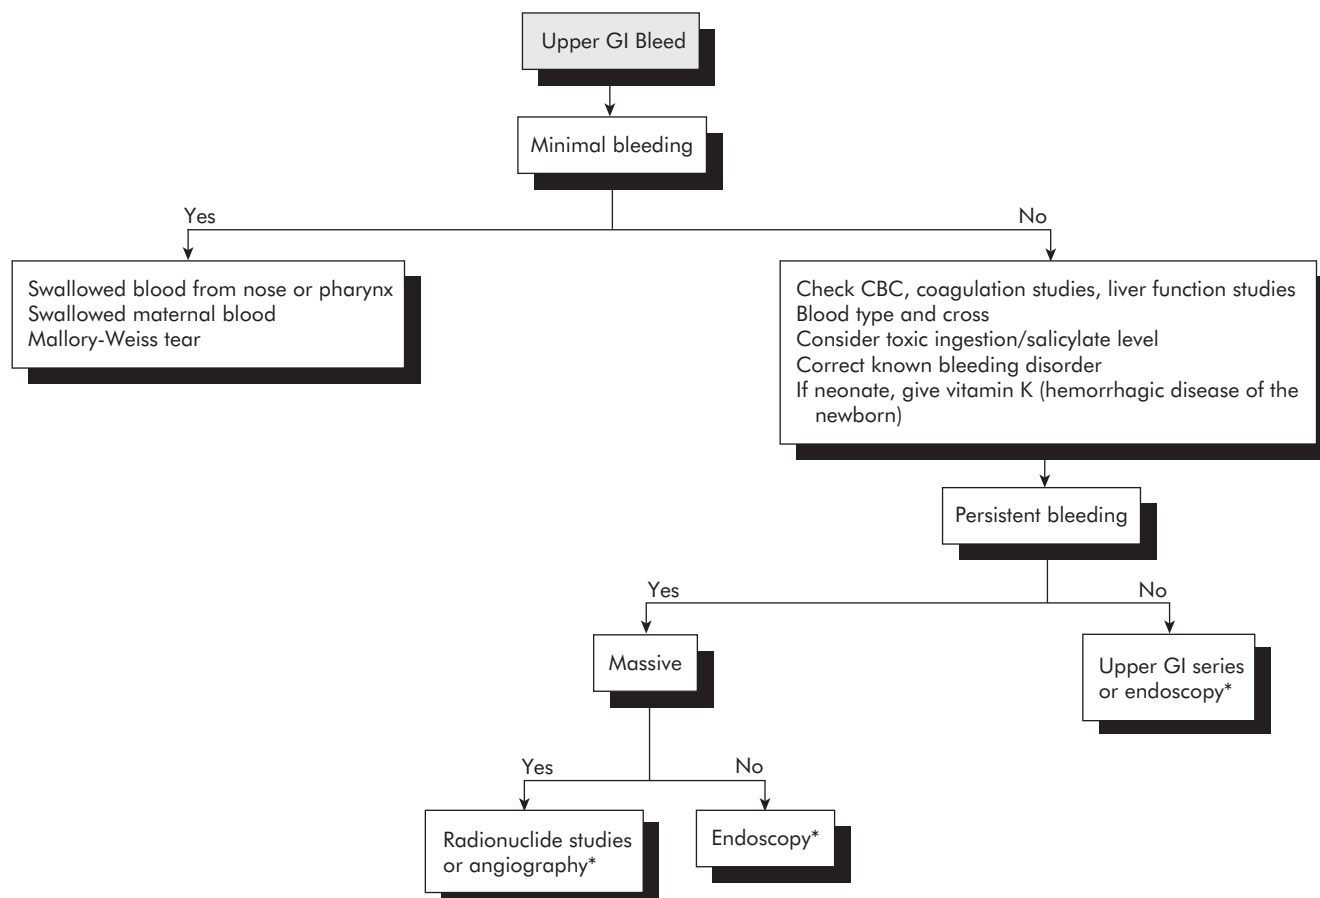 Upper GI Bleed
Minimal bleeding
Yes
No
Swallowed blood from nose or pharynx
Swallowed maternal blood
Mallory-Weiss tear
Check CBC, coagulation studies, liver function studies
Blood type and cross
Consider toxic ingestion/salicylate level
Correct known bleeding disorder
If neonate, give vitamin K (hemorrhagic disease of the
newborn)
Persistent bleeding
Yes
No
Massive
Upper GI series
or endoscopy*
Yes
No
Radionuclide studies
or angiography*
Endoscopy*